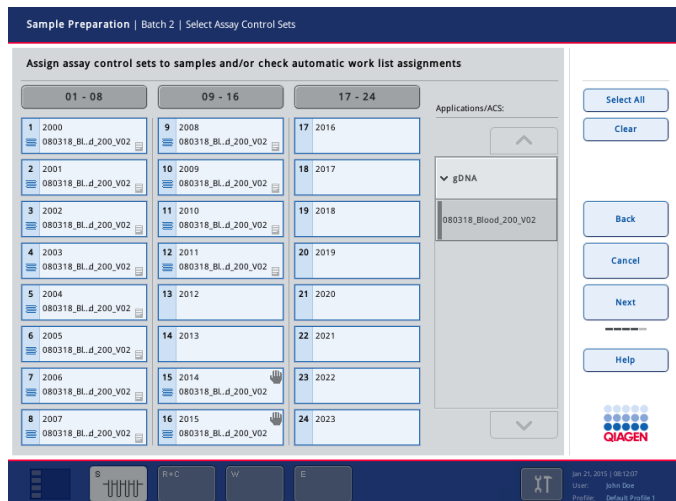 Sample Preparation | Batch 2 | Select Assay Control Sets
Assign assay control sets to samples and/or check automatic work list assignments
01 - 08
09 - 16
17 - 24
Applications/ACS:
1 2000
080318_Bl..d_200_V02
2 2001
080318_Bl..d_200_V02
3 2002
080318_Bl..d_200_V02
4 2003
080318_Bl..d_200_V02
5 2004
080318_Bl..d_200_V02
6 2005
080318_Bl..d_200_V02
7 2006
080318_Bl..d_200_V02
8 2007
080318_Bl..d_200_V02
9 2008
080318_Bl..d_200_V02
10 2009
080318_Bl..d_200_V02
11 2010
080318_Bl..d_200_V02
12 2011
080318_Bl..d_200_V02
13 2012
14 2013
15 2014
080318_Bl..d_200_V02
16 2015
080318_Bl..d_200_V02
17 2016
18 2017
19 2018
20 2019
21 2020
22 2021
23 2022
24 2023
gDNA
080318_Blood_200_V02
Select All
Clear
Back
Cancel
Next
Help
QIAGEN
S
R+C
W
E
Jan 21, 2015 | 08:12:07
User: John Doe
Profile: Default Profile 1